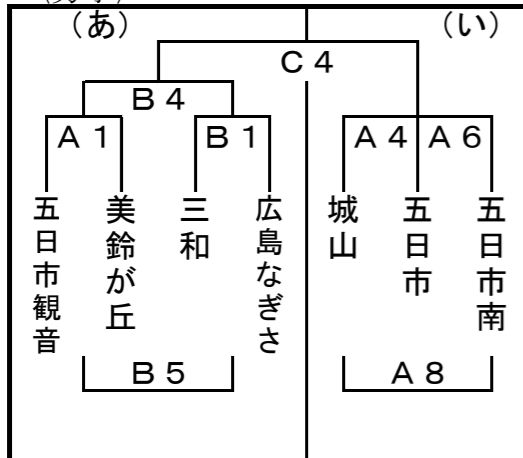 （あ）
（い）
Ｃ４
Ｂ４
Ａ１
Ｂ１
Ａ４
Ａ６
五日市観音
美鈴が丘
三和
広島なぎさ
城山
五日市
五日市南
Ｂ５
Ａ８